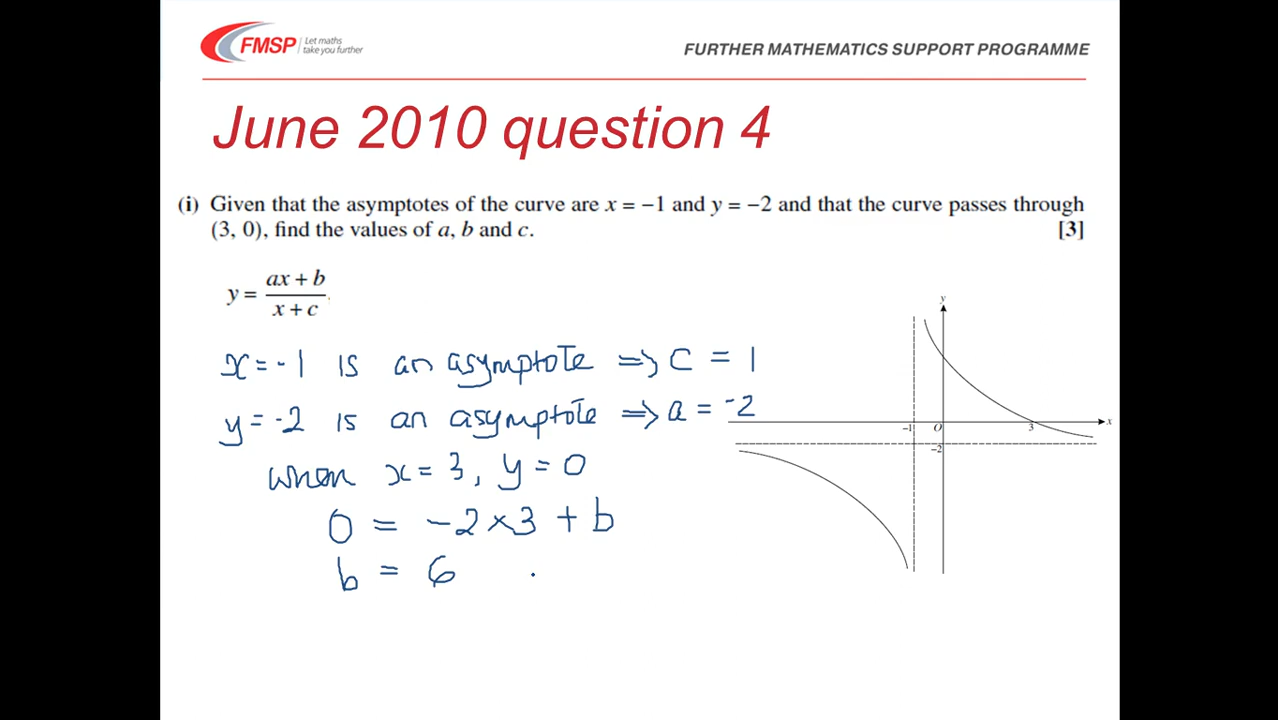 FMSP Let maths
take you further
FURTHER MATHEMATICS SUPPORT PROGRAMME
June 2010 question 4
(i) Given that the asymptotes of the curve are x = −1 and y = −2 and that the curve passes through
(3, 0), find the values of a, b and c. [3]
y = ax + b
x + c
x = -1 is an asymptote ⇒ c = 1
y = -2 is an asymptote ⇒ a = -2
when x = 3, y = 0
0 = -2 × 3 + b
b = 6
y
−1 O 3 x
−2